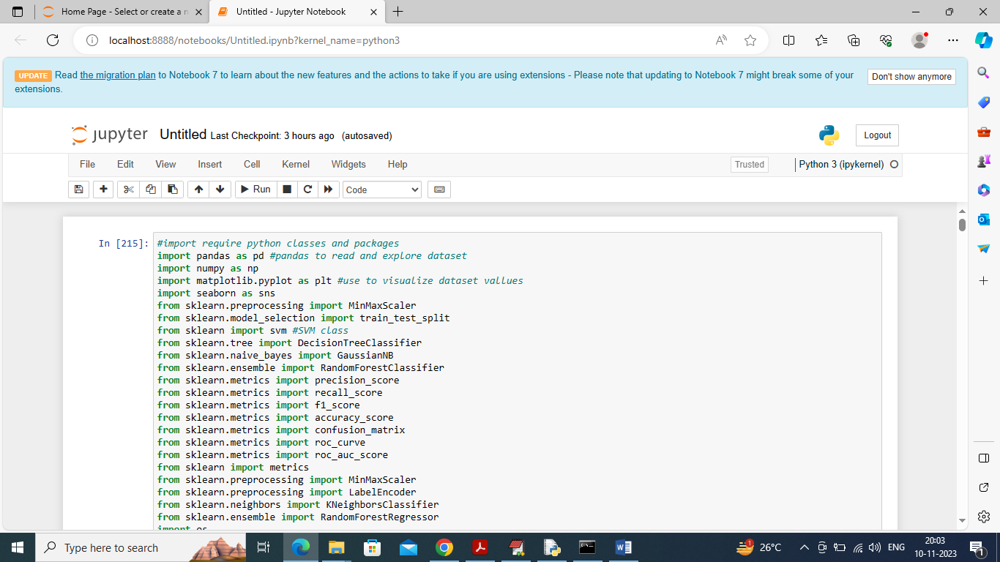 Home Page - Select or create a n
Untitled - Jupyter Notebook
localhost:8888/notebooks/Untitled.ipynb?kernel_name=python3
UPDATE Read the migration plan to Notebook 7 to learn about the new features and the actions to take if you are using extensions - Please note that updating to Notebook 7 might break some of your
extensions.
Don't show anymore
jupyter Untitled Last Checkpoint: 3 hours ago (autosaved)
Logout
File Edit View Insert Cell Kernel Widgets Help
Trusted
Python 3 (ipykernel)
Run
Code
In [215]:
#import require python classes and packages
import pandas as pd #pandas to read and explore dataset
import numpy as np
import matplotlib.pyplot as plt #use to visualize dataset vallues
import seaborn as sns
from sklearn.preprocessing import MinMaxScaler
from sklearn.model_selection import train_test_split
from sklearn import svm #SVM class
from sklearn.tree import DecisionTreeClassifier
from sklearn.naive_bayes import GaussianNB
from sklearn.ensemble import RandomForestClassifier
from sklearn.metrics import precision_score
from sklearn.metrics import recall_score
from sklearn.metrics import f1_score
from sklearn.metrics import accuracy_score
from sklearn.metrics import confusion_matrix
from sklearn.metrics import roc_curve
from sklearn.metrics import roc_auc_score
from sklearn import metrics
from sklearn.preprocessing import MinMaxScaler
from sklearn.preprocessing import LabelEncoder
from sklearn.neighbors import KNeighborsClassifier
from sklearn.ensemble import RandomForestRegressor
import os
Type here to search
1
26°C
ENG
20:03
10-11-2023
1